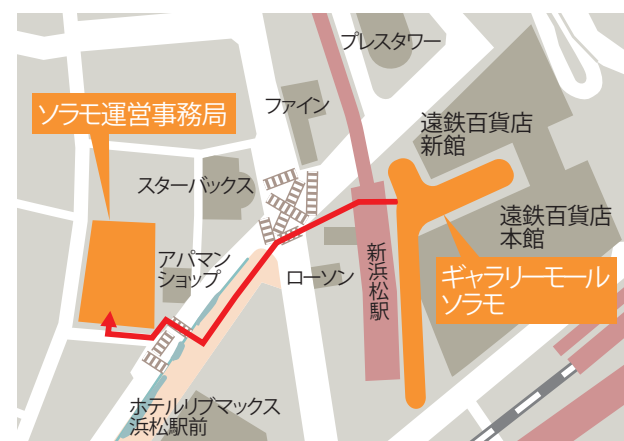 プレスタワー
ソラモ運営事務局
ファイン
遠鉄百貨店
新館
スターバックス
遠鉄百貨店
本館
アパマン
ショップ
ローソン
新浜松駅
ギャラリーモール
ソラモ
ホテルリブマックス
浜松駅前